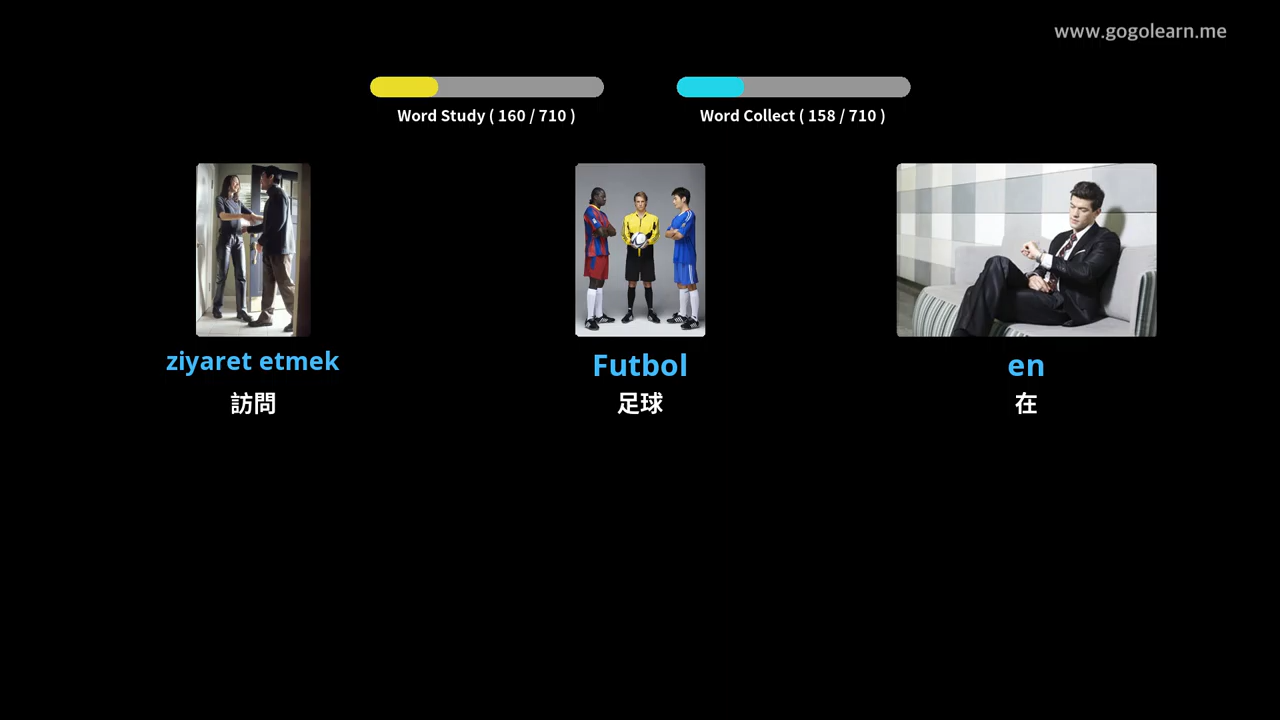 www.gogolearn.me
Word Study ( 160 / 710 )
Word Collect ( 158 / 710 )
ziyaret etmek
訪問
Futbol
足球
en
在